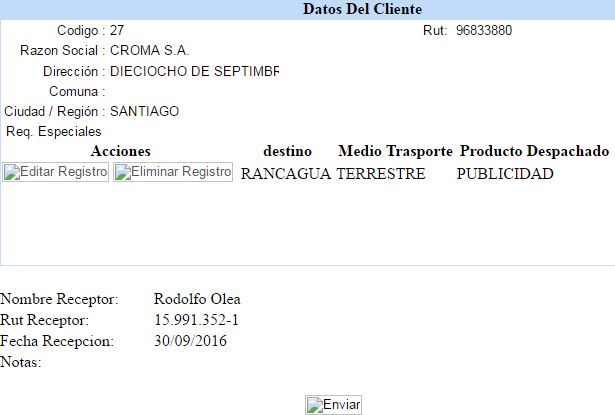 Datos Del Cliente
Codigo : 27 Rut: 96833880
Razon Social : CROMA S.A.
Dirección : DIECIOCHO DE SEPTIMBR
Comuna :
Ciudad / Región : SANTIAGO
Req. Especiales
Acciones destino Medio Trasporte Producto Despachado
Editar Registro Eliminar Registro RANCAGUA TERRESTRE PUBLICIDAD
Nombre Receptor: Rodolfo Olea
Rut Receptor: 15.991.352-1
Fecha Recepcion: 30/09/2016
Notas:
Enviar